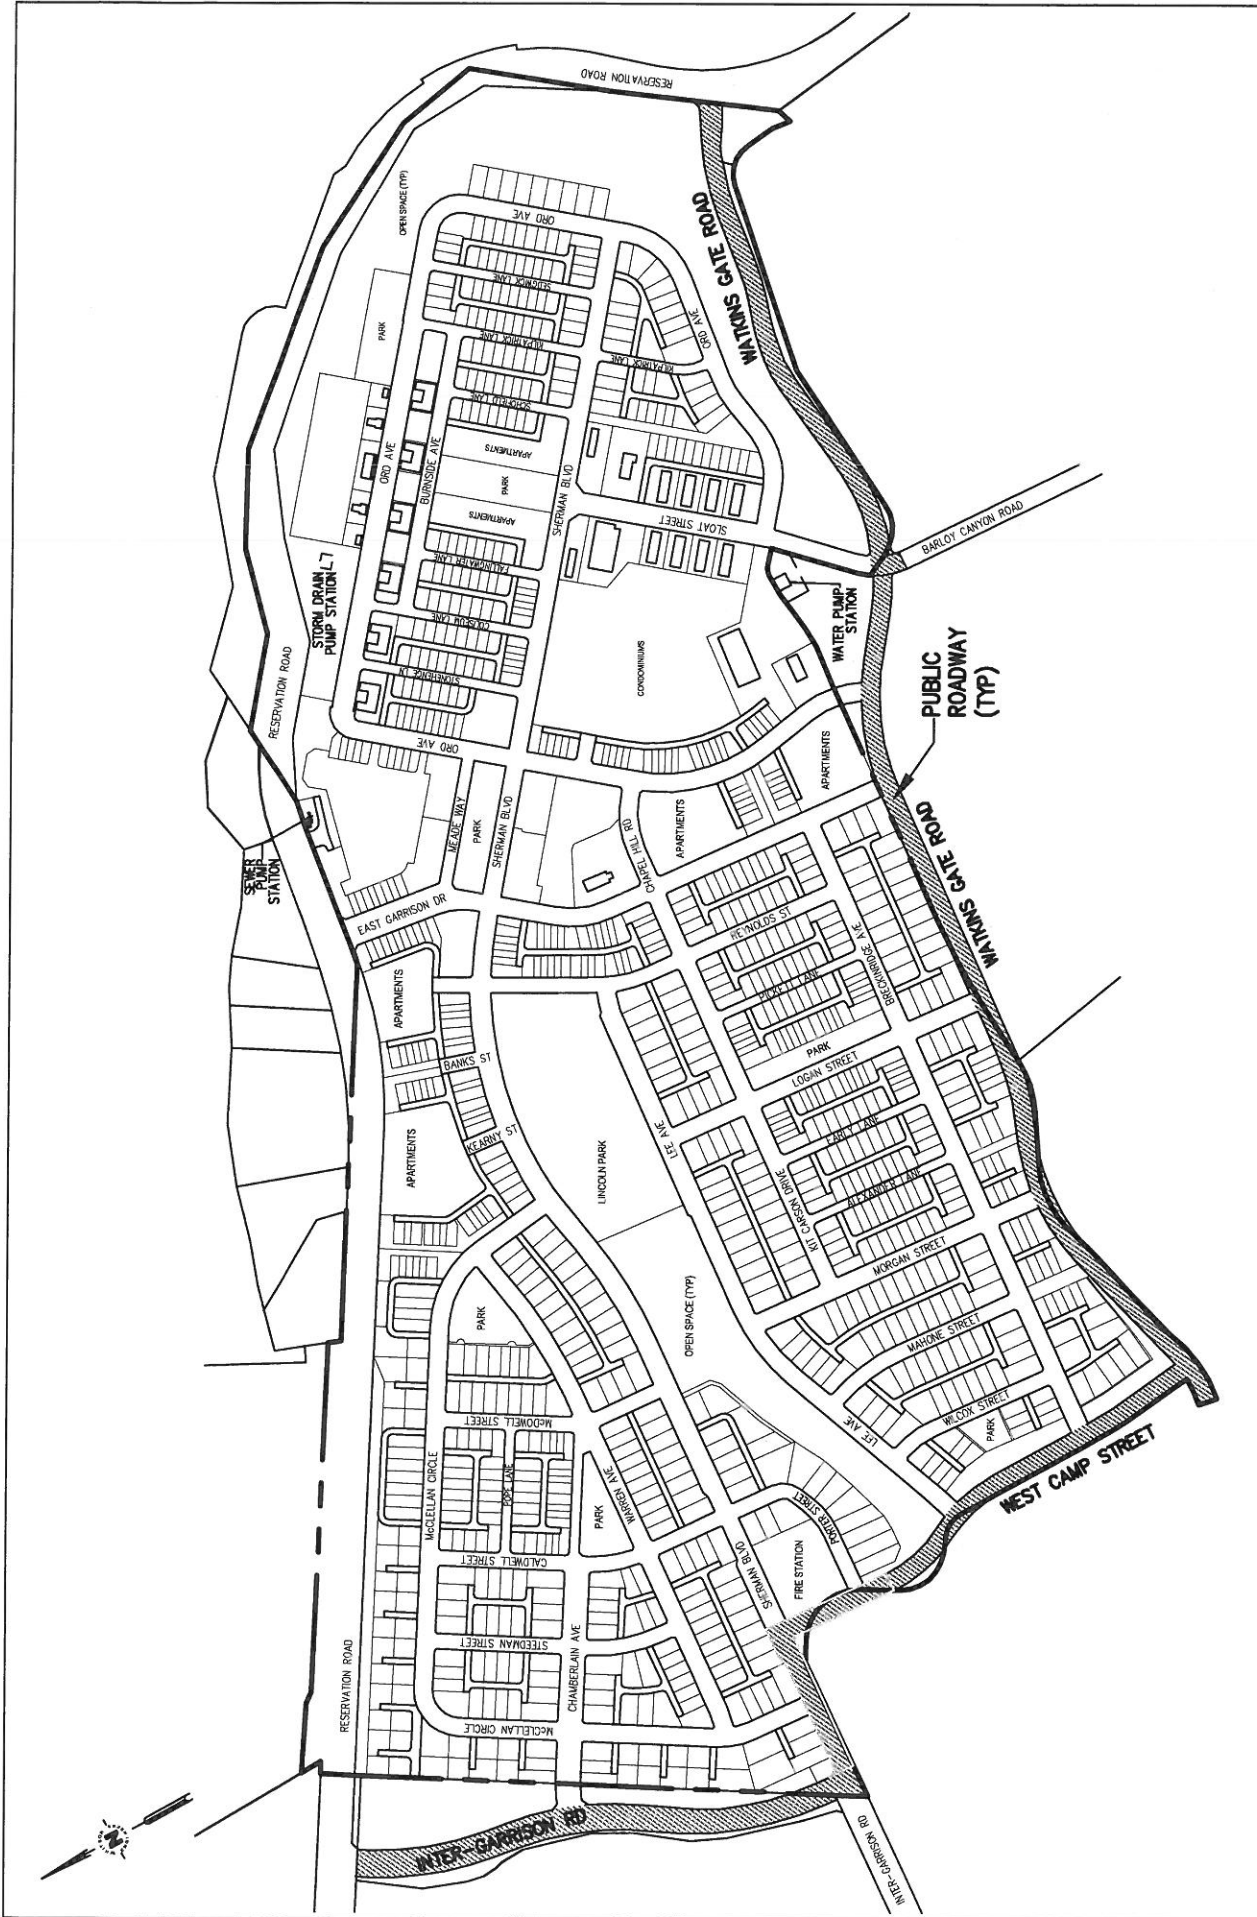 RESERVATION ROAD
OPEN SPACE (TYP)
ORD AVE
WATKINS GATE ROAD
SEDGWICK LANE
PARK
KILPATRICK LANE
KILPATRICK LANE
ORD AVE
SCHOFIELD LANE
ORD AVE
BURNSIDE AVE
APARTMENTS
PARK
APARTMENTS
SHERMAN BLVD
SLOAT STREET
BARLOY CANYON ROAD
FALLINGWATER LANE
COLISEUM LANE
STONEHENGE LN
STORM DRAIN
PUMP STATION L7
RESERVATION ROAD
WATER PUMP
STATION
CONDOMINIUMS
PUBLIC
ROADWAY
(TYP)
ORD AVE
MEADE WAY
PARK
SHERMAN BLVD
APARTMENTS
APARTMENTS
CHAPEL HILL RD
SEWER
PUMP
STATION
EAST GARRISON DR
WATKINS GATE ROAD
REYNOLDS ST
BRECKINRIDGE AVE
PICKETT LANE
PARK
LOGAN STREET
APARTMENTS
BANKS ST
KEARNY ST
APARTMENTS
LINCOLN PARK
LEE AVE
EARLY LANE
ALEXANDER LANE
KIT CARSON DRIVE
MORGAN STREET
MAHONE STREET
WILCOX STREET
PARK
OPEN SPACE (TYP)
PARK
LEE AVE
WEST CAMP STREET
McDOWELL STREET
McCLELLAN CIRCLE
POPE LANE
PARK
WARREN AVE
PORTER STREET
CALDWELL STREET
SHERMAN BLVD
FIRE STATION
STEEDMAN STREET
CHAMBERLAIN AVE
RESERVATION ROAD
McCLELLAN CIRCLE
N
INTER-GARRISON RD
INTER-GARRISON RD